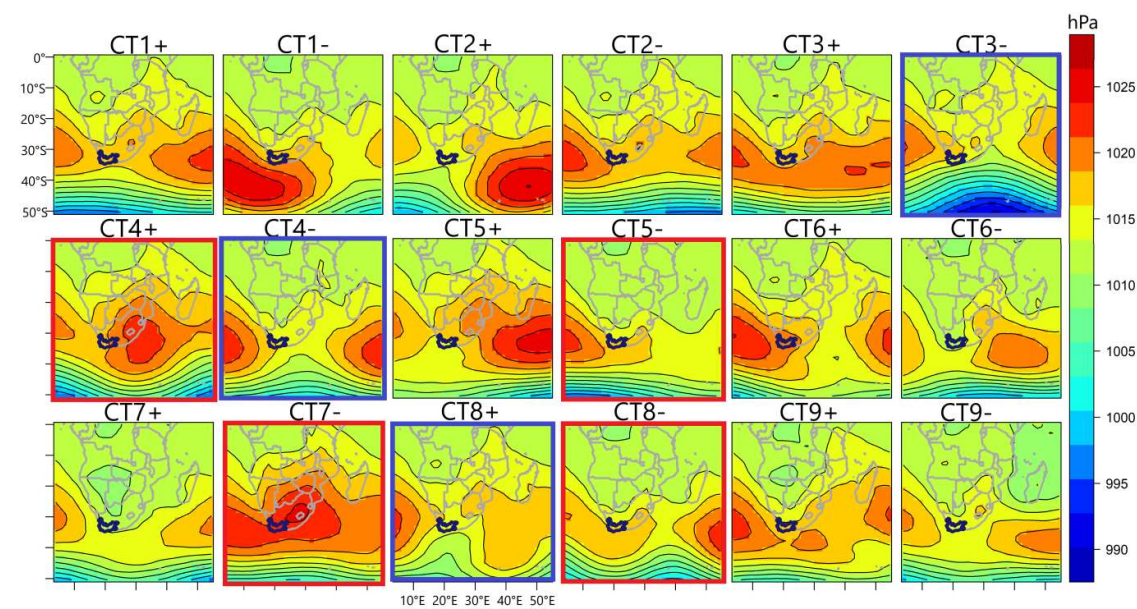 hPa
CT1+ CT1- CT2+ CT2- CT3+ CT3-
0°
10°S
20°S
30°S
40°S
50°S
CT4+ CT4- CT5+ CT5- CT6+ CT6-
CT7+ CT7- CT8+ CT8- CT9+ CT9-
10°E 20°E 30°E 40°E 50°E
1025
1020
1015
1010
1005
1000
995
990